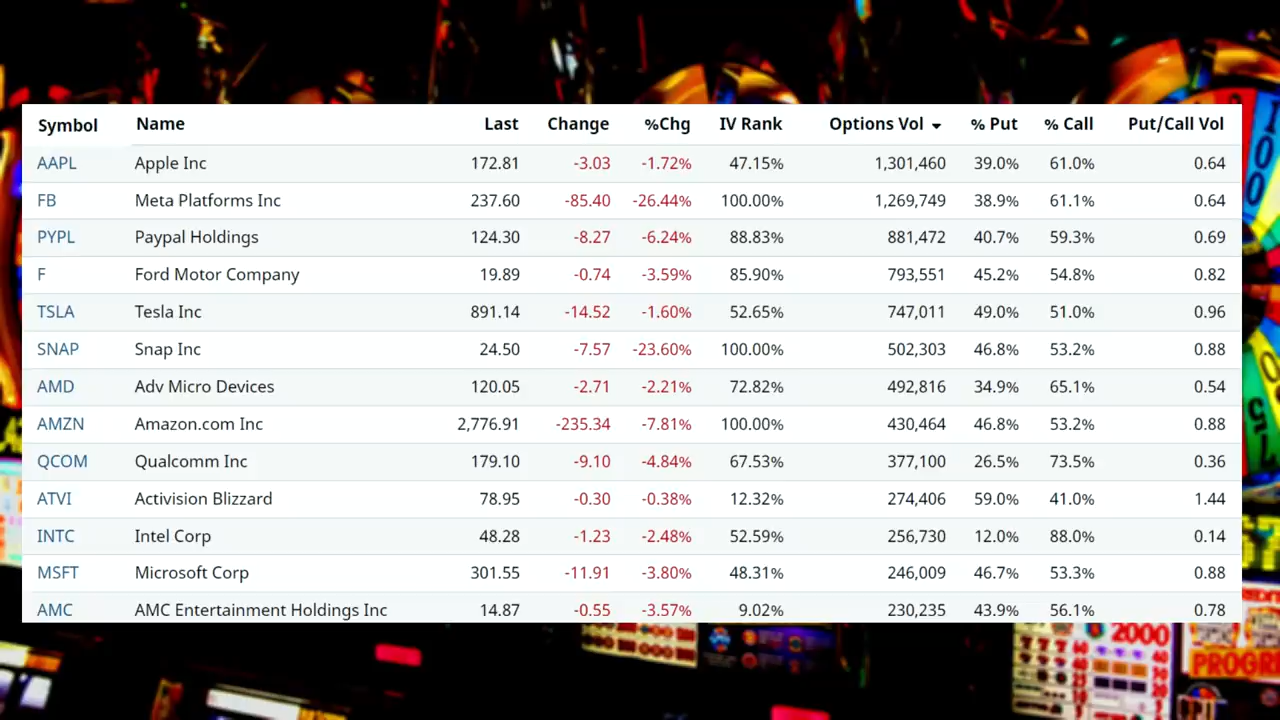 Symbol Name Last Change %Chg IV Rank Options Vol % Put % Call Put/Call Vol
AAPL Apple Inc 172.81 -3.03 -1.72% 47.15% 1,301,460 39.0% 61.0% 0.64
FB Meta Platforms Inc 237.60 -85.40 -26.44% 100.00% 1,269,749 38.9% 61.1% 0.64
PYPL Paypal Holdings 124.30 -8.27 -6.24% 88.83% 881,472 40.7% 59.3% 0.69
F Ford Motor Company 19.89 -0.74 -3.59% 85.90% 793,551 45.2% 54.8% 0.82
TSLA Tesla Inc 891.14 -14.52 -1.60% 52.65% 747,011 49.0% 51.0% 0.96
SNAP Snap Inc 24.50 -7.57 -23.60% 100.00% 502,303 46.8% 53.2% 0.88
AMD Adv Micro Devices 120.05 -2.71 -2.21% 72.82% 492,816 34.9% 65.1% 0.54
AMZN Amazon.com Inc 2,776.91 -235.34 -7.81% 100.00% 430,464 46.8% 53.2% 0.88
QCOM Qualcomm Inc 179.10 -9.10 -4.84% 67.53% 377,100 26.5% 73.5% 0.36
ATVI Activision Blizzard 78.95 -0.30 -0.38% 12.32% 274,406 59.0% 41.0% 1.44
INTC Intel Corp 48.28 -1.23 -2.48% 52.59% 256,730 12.0% 88.0% 0.14
MSFT Microsoft Corp 301.55 -11.91 -3.80% 48.31% 246,009 46.7% 53.3% 0.88
AMC AMC Entertainment Holdings Inc 14.87 -0.55 -3.57% 9.02% 230,235 43.9% 56.1% 0.78
2000